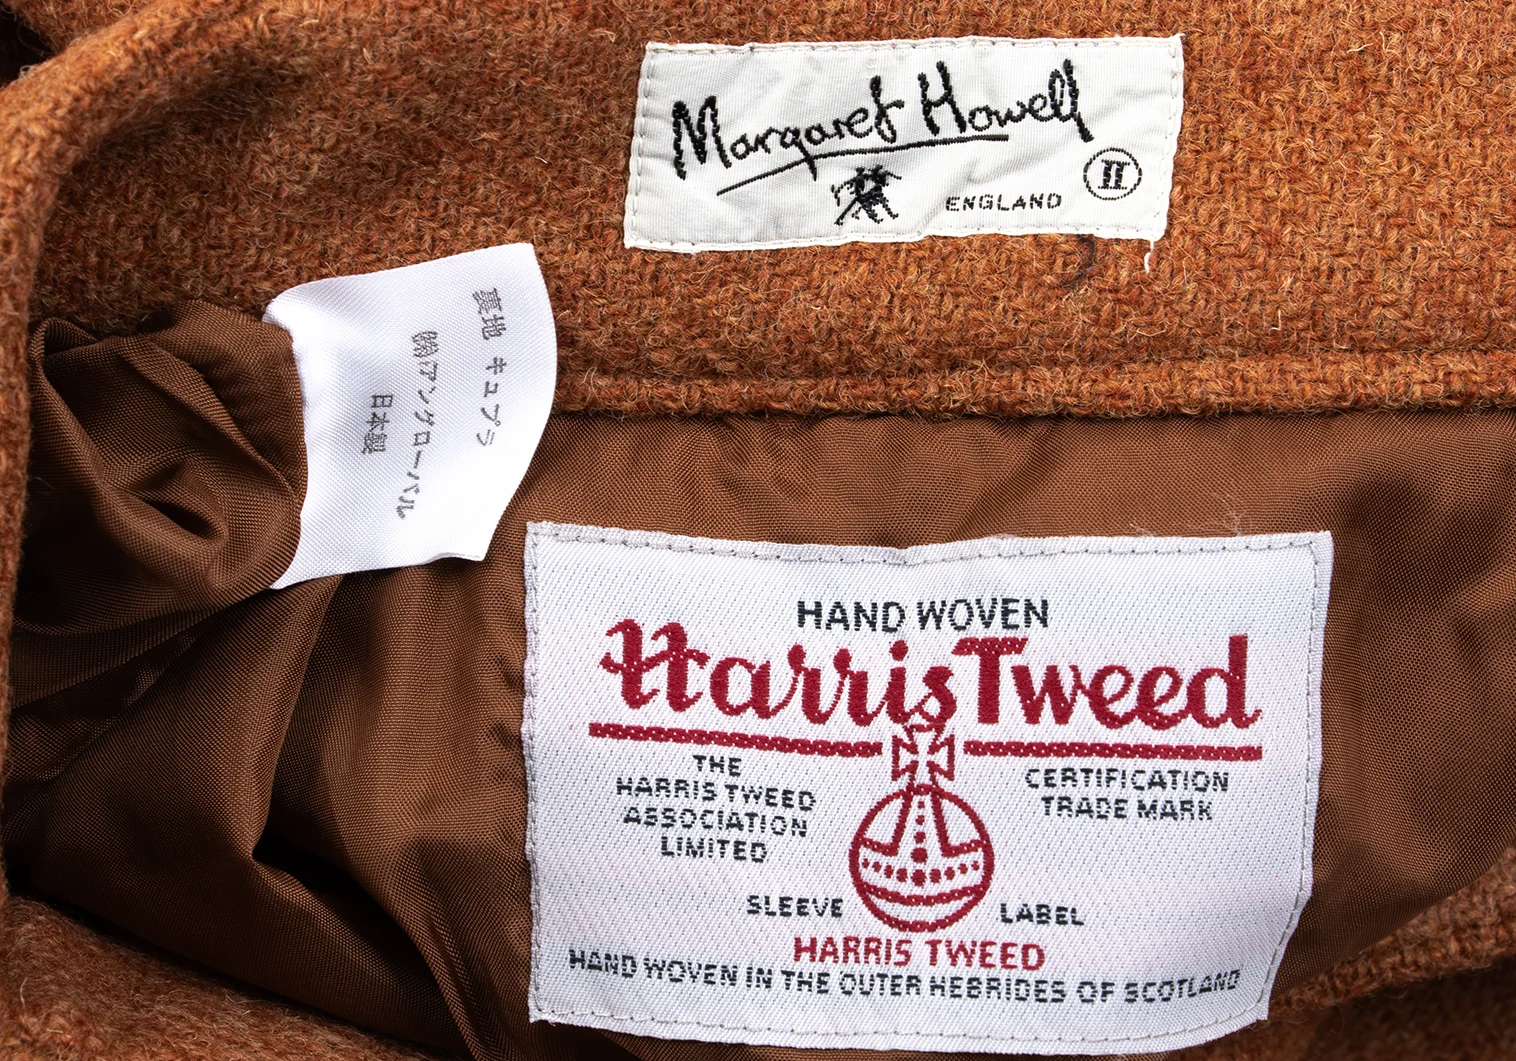 Margaret Howell
ENGLAND
II
裏地 キュプラ
㈱アングローバル
日本製
HAND WOVEN
Harris Tweed
THE
HARRIS TWEED
ASSOCIATION
LIMITED
CERTIFICATION
TRADE MARK
SLEEVE LABEL
HARRIS TWEED
HAND WOVEN IN THE OUTER HEBRIDES OF SCOTLAND